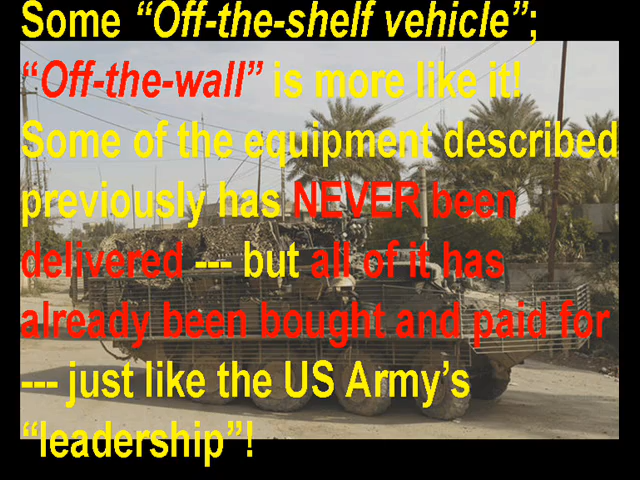 Some “Off-the-shelf vehicle”;
“Off-the-wall” is more like it!
Some of the equipment described
previously has NEVER been
delivered --- but all of it has
already been bought and paid for
--- just like the US Army’s
“leadership”!